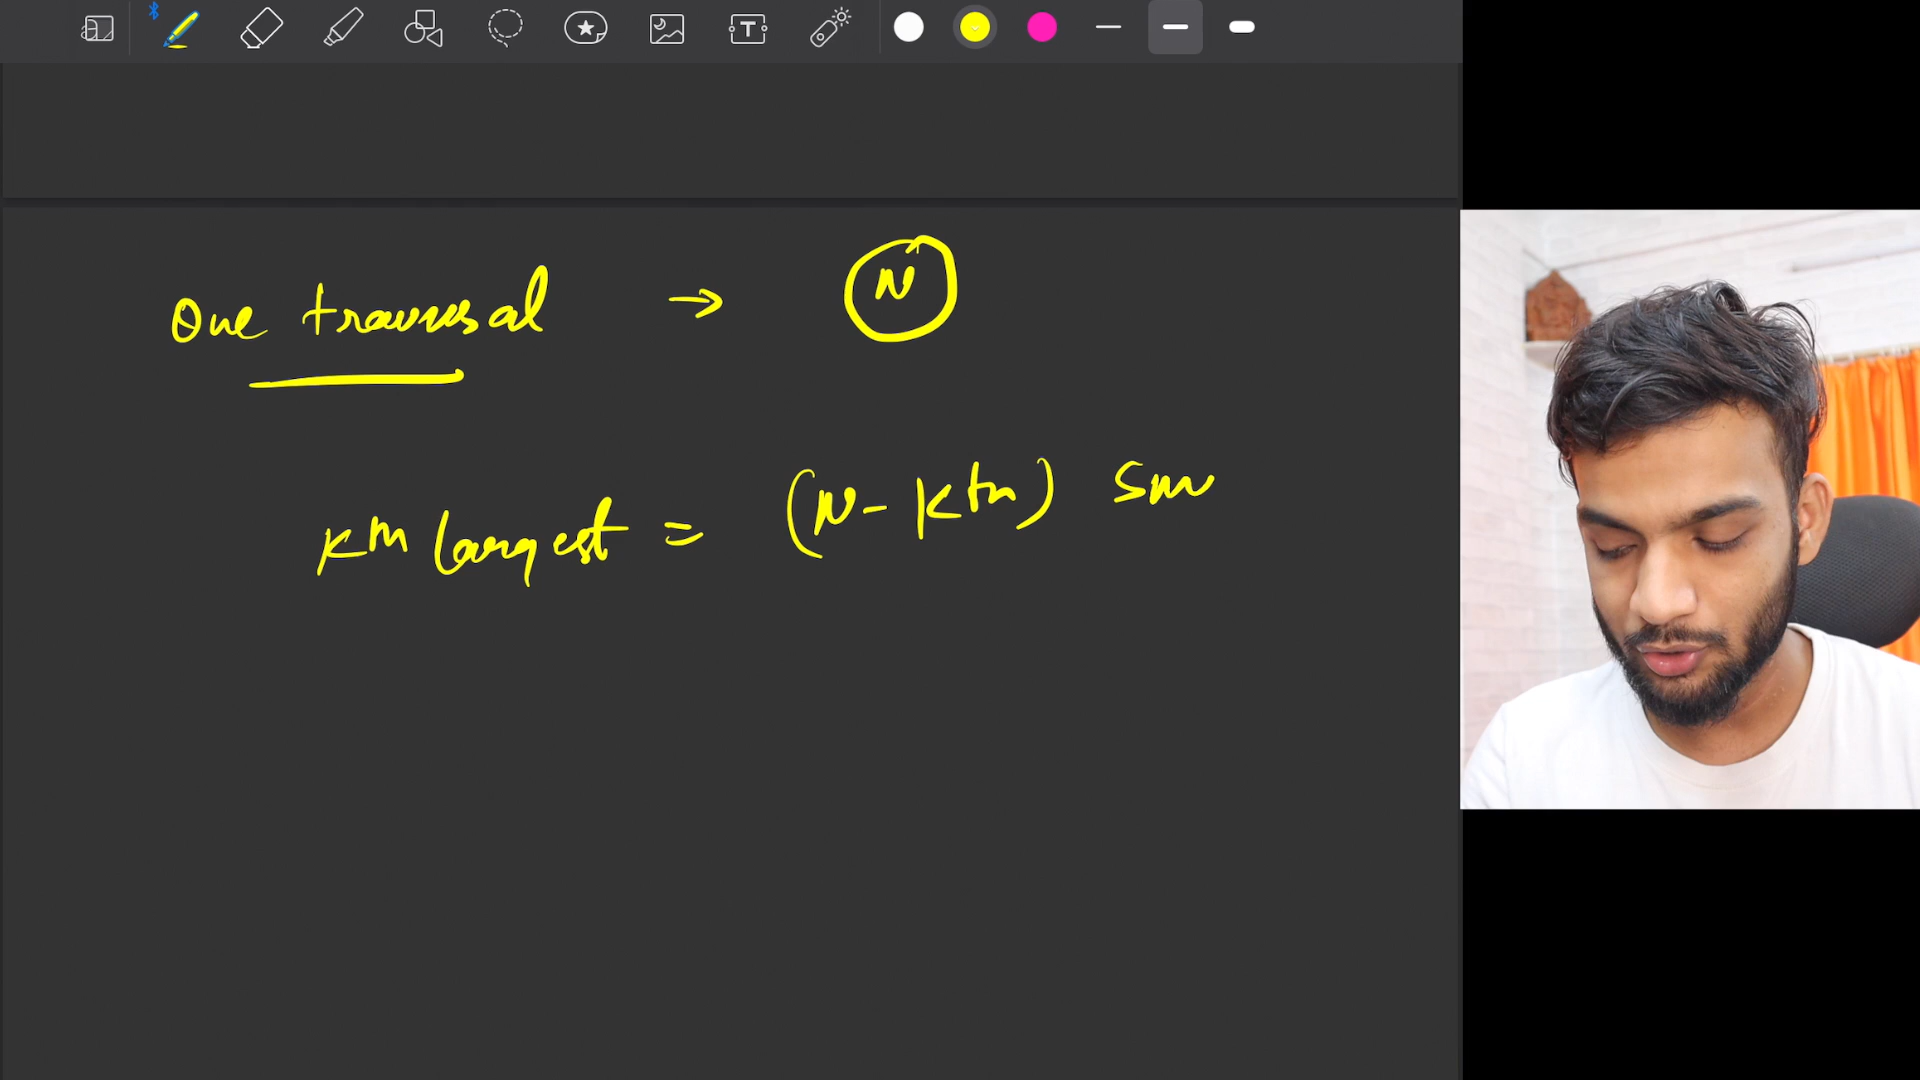 One traversal → N
Kth largest = (N - Kth) sm